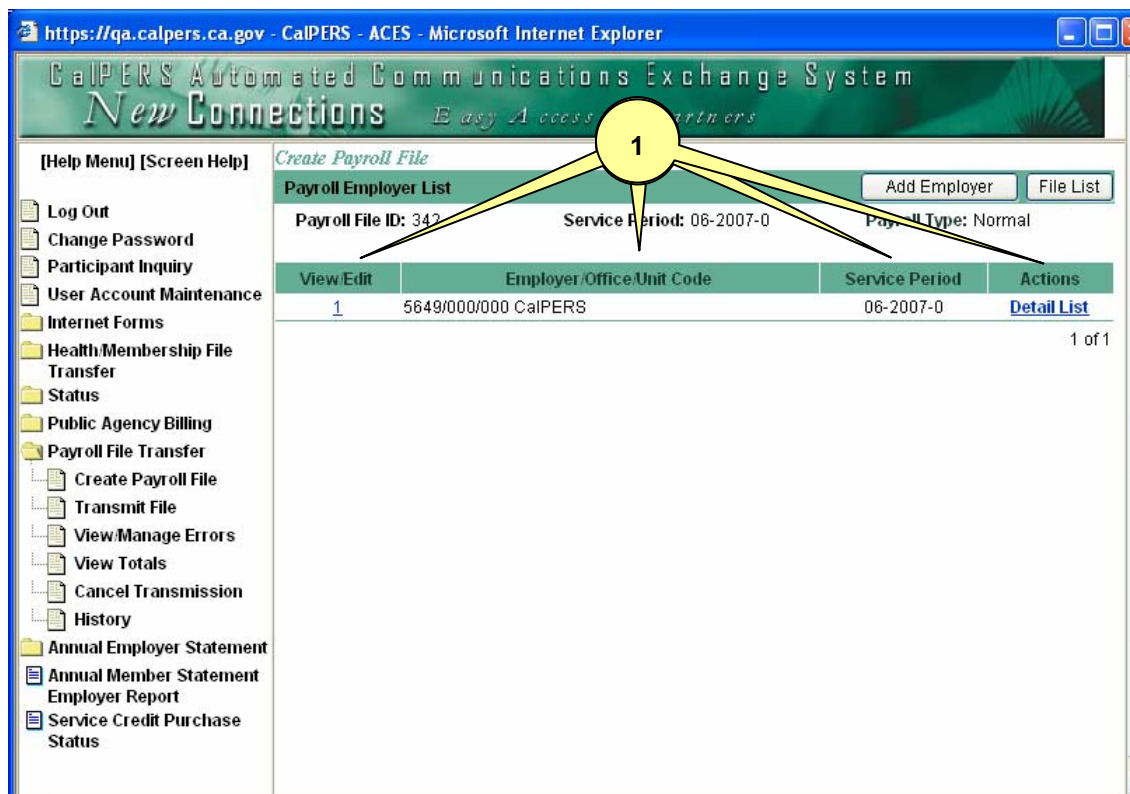 https://qa.calpers.ca.gov - CalPERS - ACES - Microsoft Internet Explorer
CalPERS Automated Communications Exchange System
New Connections Easy Access artners
1
[Help Menu] [Screen Help]
Log Out
Change Password
Participant Inquiry
User Account Maintenance
Internet Forms
Health/Membership File
Transfer
Status
Public Agency Billing
Payroll File Transfer
Create Payroll File
Transmit File
View/Manage Errors
View Totals
Cancel Transmission
History
Annual Employer Statement
Annual Member Statement
Employer Report
Service Credit Purchase
Status
Create Payroll File
Payroll Employer List Add Employer File List
Payroll File ID: 342 Service Period: 06-2007-0 Payroll Type: Normal
View/Edit Employer/Office/Unit Code Service Period Actions
1 5649/000/000 CalPERS 06-2007-0 Detail List
1 of 1